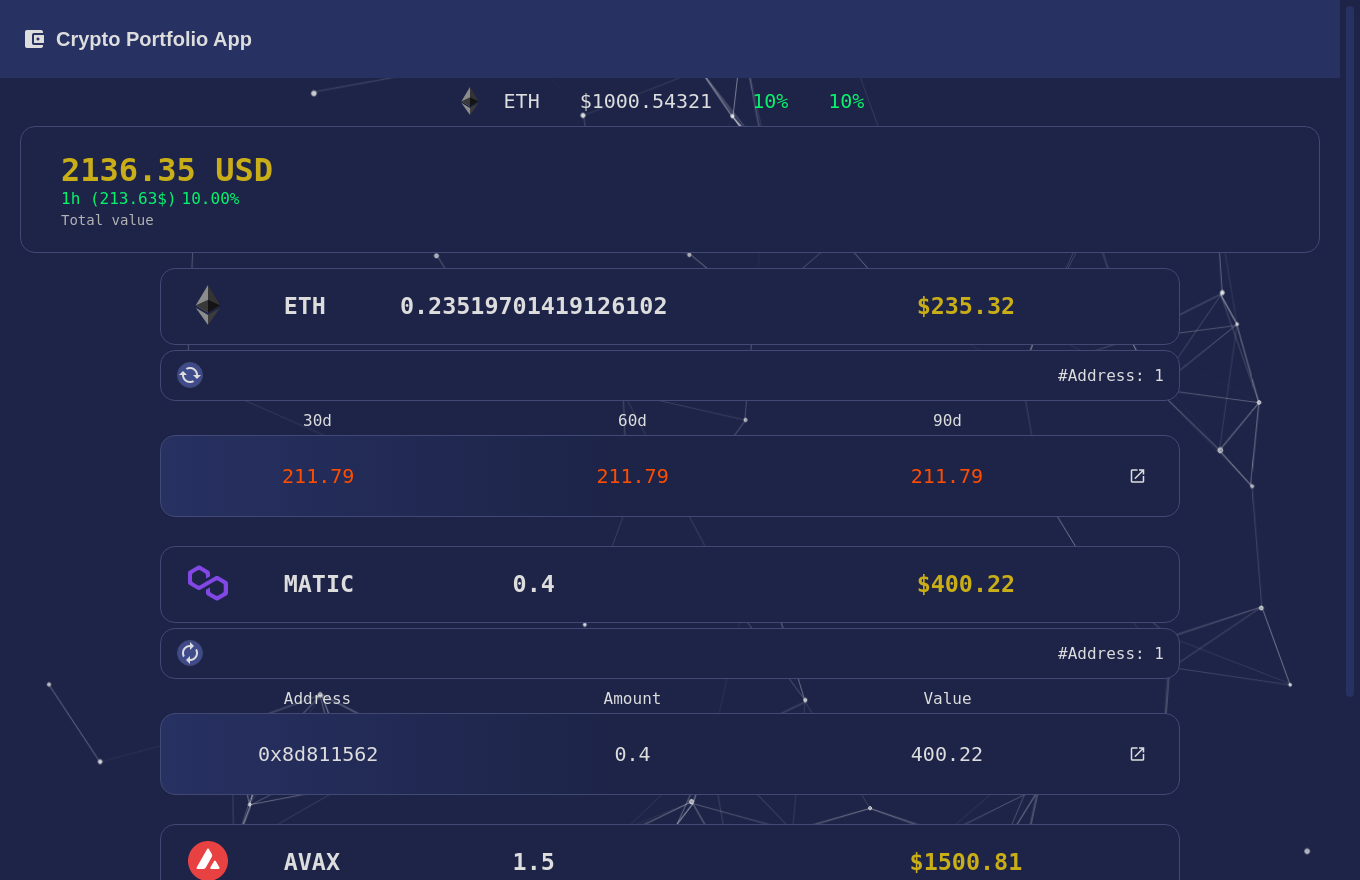 Crypto Portfolio App
ETH $1000.54321 10% 10%
2136.35 USD
1h (213.63$) 10.00%
Total value
ETH 0.23519701419126102 $235.32
#Address: 1
30d 60d 90d
211.79 211.79 211.79
MATIC 0.4 $400.22
#Address: 1
Address Amount Value
0x8d811562 0.4 400.22
AVAX 1.5 $1500.81